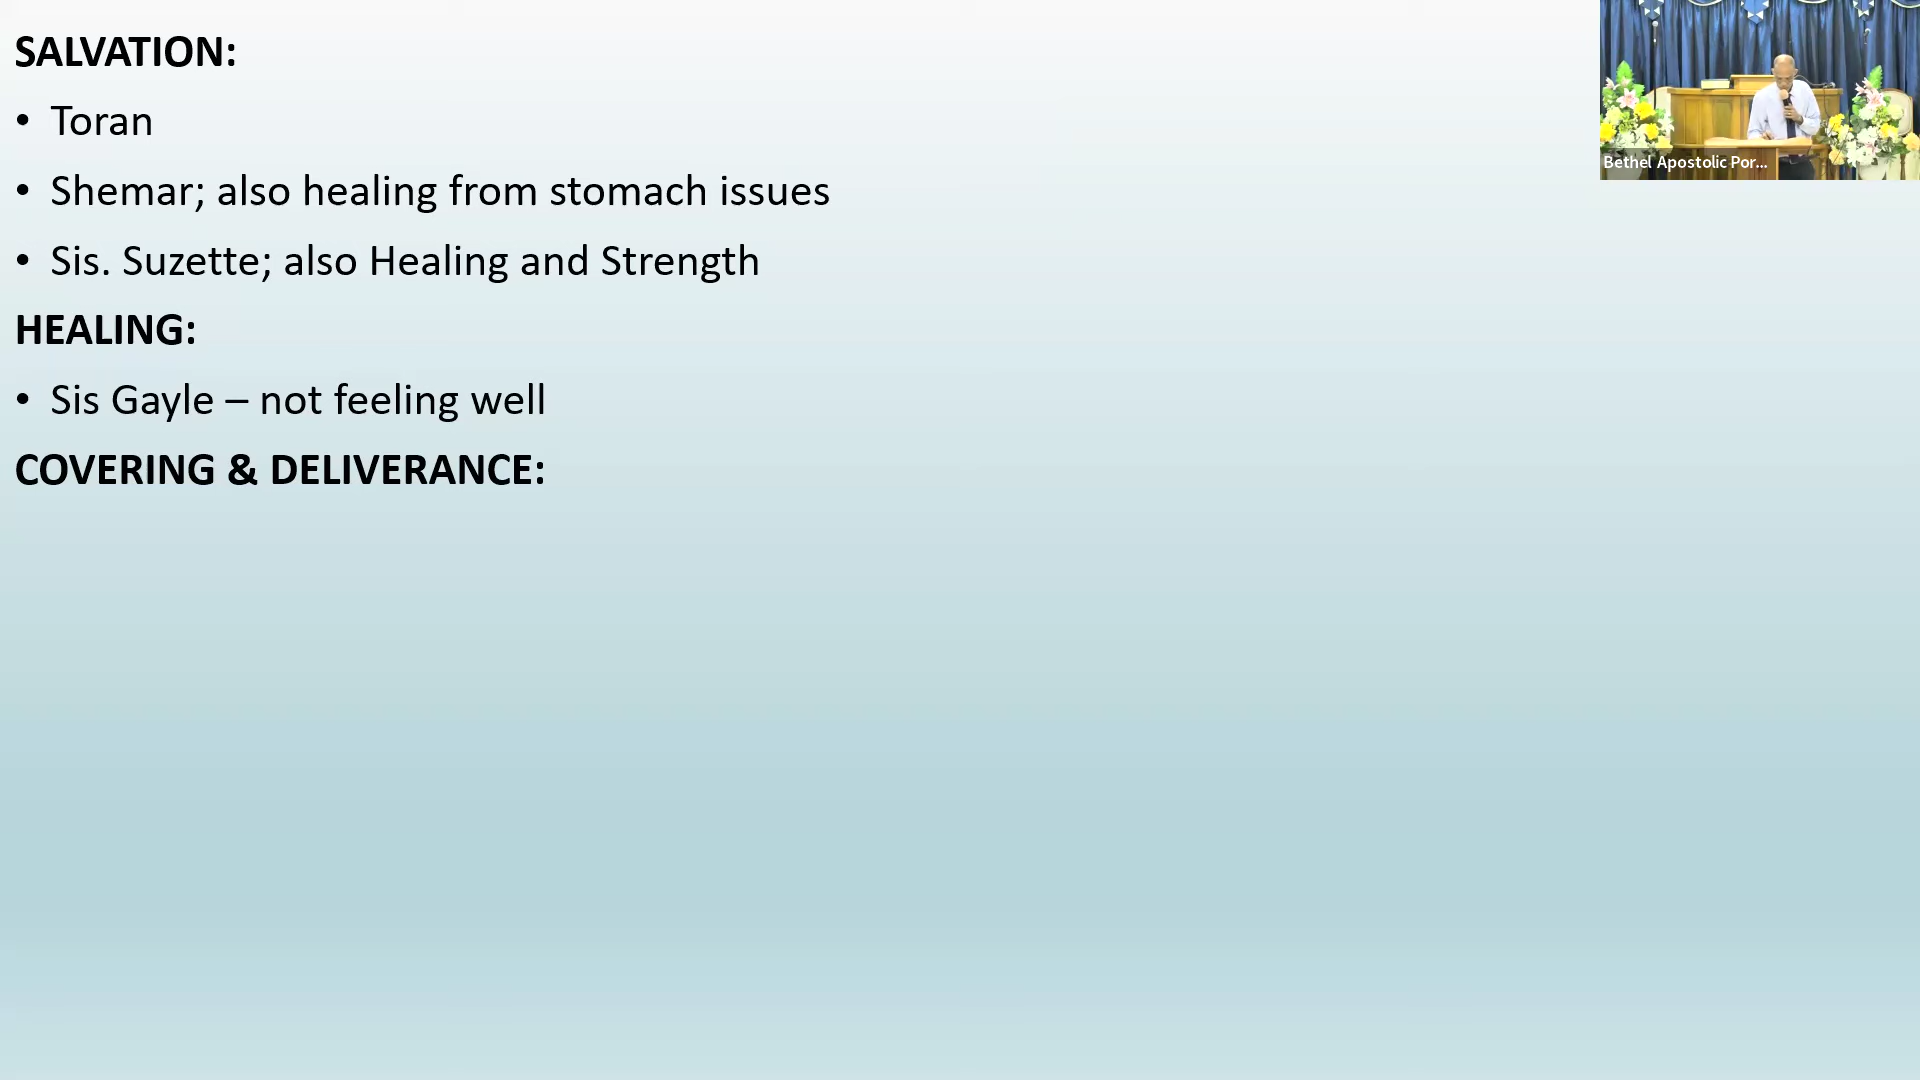 SALVATION:
• Toran
• Shemar; also healing from stomach issues
• Sis. Suzette; also Healing and Strength
HEALING:
• Sis Gayle – not feeling well
COVERING & DELIVERANCE:
Bethel Apostolic Por...